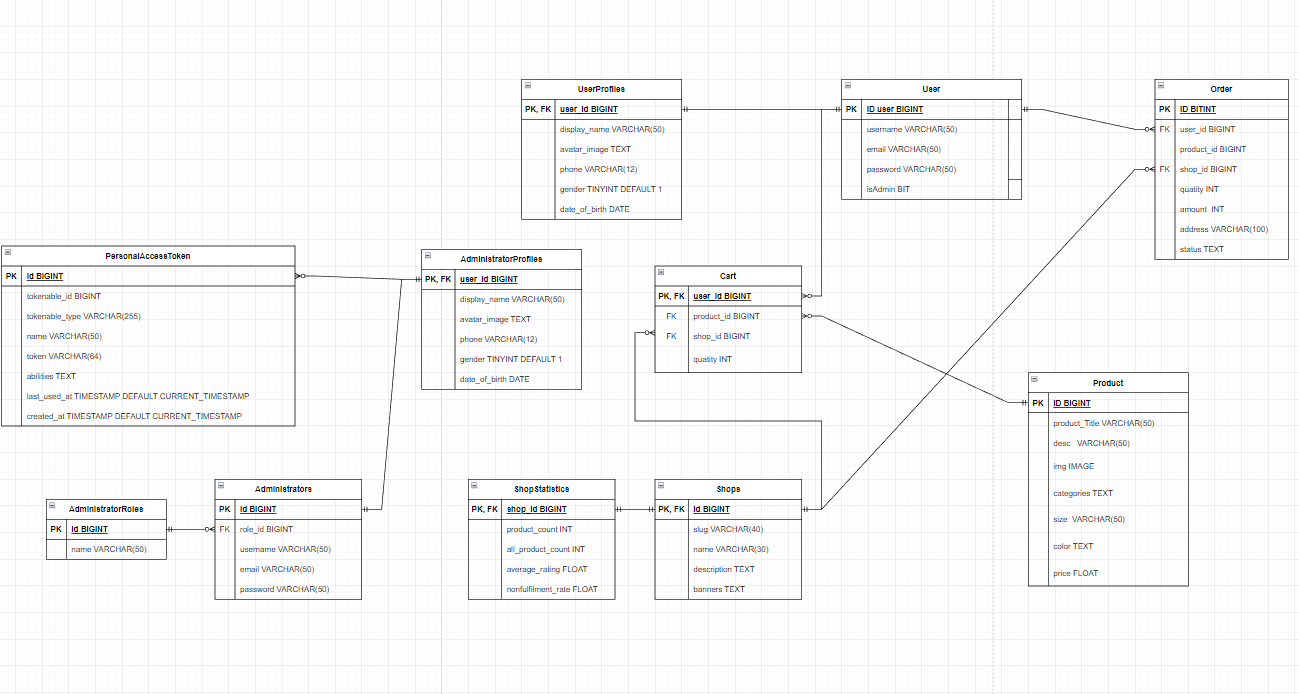 UserProfiles
PK, FK user_id BIGINT
display_name VARCHAR(50)
avatar_image TEXT
phone VARCHAR(12)
gender TINYINT DEFAULT 1
date_of_birth DATE
User
PK ID user BIGINT
username VARCHAR(50)
email VARCHAR(50)
password VARCHAR(50)
isAdmin BIT
Order
PK ID BITINT
FK user_id BIGINT
product_id BIGINT
FK shop_id BIGINT
quatity INT
amount INT
address VARCHAR(100)
status TEXT
PersonalAccessToken
PK id BIGINT
tokenable_id BIGINT
tokenable_type VARCHAR(255)
name VARCHAR(50)
token VARCHAR(64)
abilities TEXT
last_used_at TIMESTAMP DEFAULT CURRENT_TIMESTAMP
created_at TIMESTAMP DEFAULT CURRENT_TIMESTAMP
AdministratorProfiles
PK, FK user_id BIGINT
display_name VARCHAR(50)
avatar_image TEXT
phone VARCHAR(12)
gender TINYINT DEFAULT 1
date_of_birth DATE
Cart
PK, FK user_id BIGINT
FK product_id BIGINT
FK shop_id BIGINT
quatity INT
Product
PK ID BIGINT
product_Title VARCHAR(50)
desc VARCHAR(50)
img IMAGE
categories TEXT
size VARCHAR(50)
color TEXT
price FLOAT
AdministratorRoles
PK id BIGINT
name VARCHAR(50)
Administrators
PK id BIGINT
FK role_id BIGINT
username VARCHAR(50)
email VARCHAR(50)
password VARCHAR(50)
ShopStatistics
PK, FK shop_id BIGINT
product_count INT
all_product_count INT
average_rating FLOAT
nonfulfilment_rate FLOAT
Shops
PK, FK id BIGINT
slug VARCHAR(40)
name VARCHAR(30)
description TEXT
banners TEXT